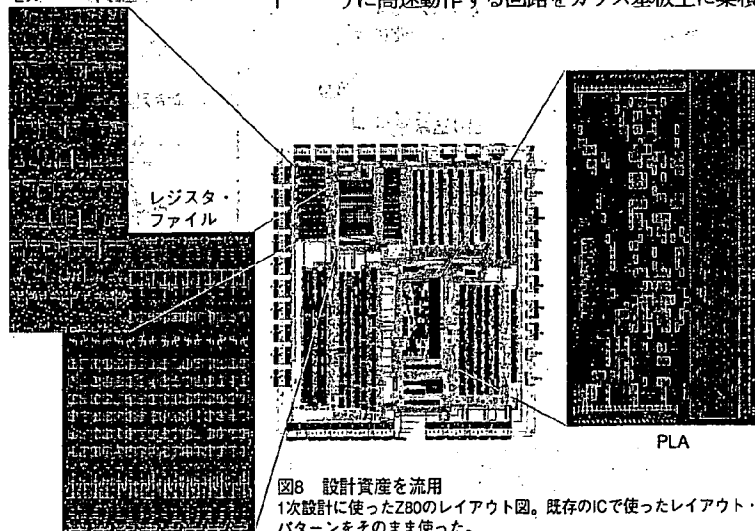 に高速動作する回路をガラス基板上に集積
レジスタ・
ファイル
PLA
図8 設計資産を流用
1次設計に使ったZ80のレイアウト図。既存のICで使ったレイアウト・
パターンをそのまま使った。